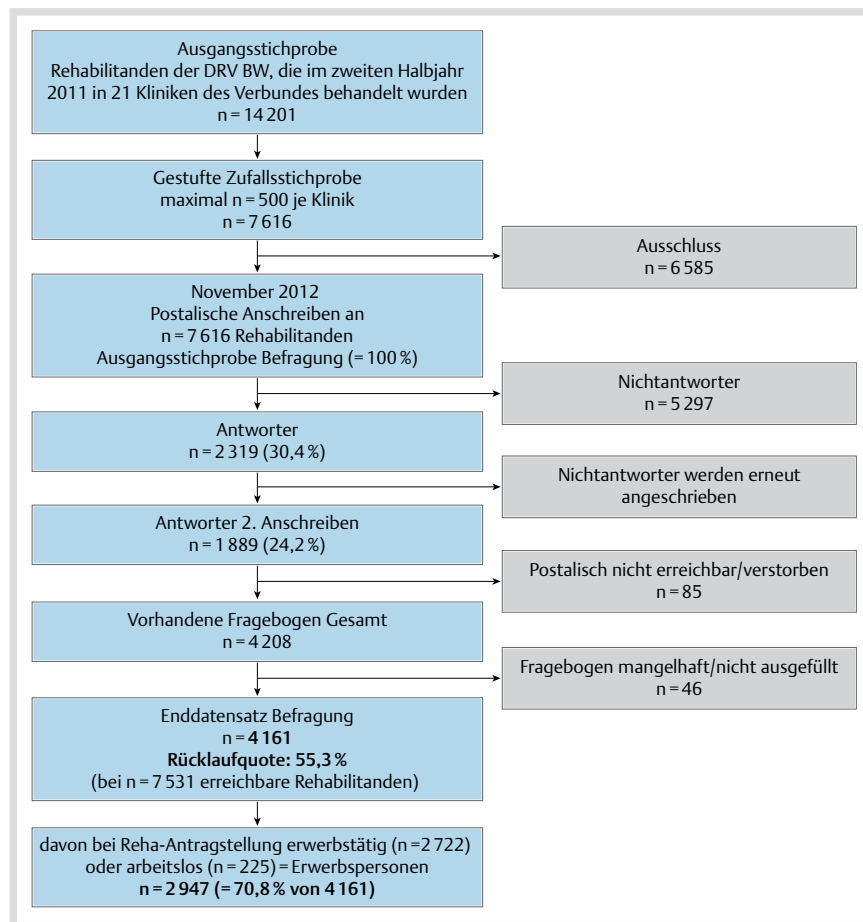 Ausgangsstichprobe
Rehabilitanden der DRV BW, die im zweiten Halbjahr
2011 in 21 Kliniken des Verbundes behandelt wurden
n = 14 201
Gestufte Zufallsstichprobe
maximal n = 500 je Klinik
n = 7 616
Ausschluss
n = 6 585
November 2012
Postalische Anschreiben an
n = 7 616 Rehabilitanden
Ausgangsstichprobe Befragung (= 100 %)
Nichtantworter
n = 5 297
Antworter
n = 2 319 (30,4 %)
Nichtantworter werden erneut
angeschrieben
Antworter 2. Anschreiben
n = 1 889 (24,2 %)
Postalisch nicht erreichbar/verstorben
n = 85
Vorhandene Fragebogen Gesamt
n = 4 208
Fragebogen mangelhaft/nicht ausgefüllt
n = 46
Enddatensatz Befragung
n = 4 161
Rücklaufquote: 55,3 %
(bei n = 7 531 erreichbare Rehabilitanden)
davon bei Reha-Antragstellung erwerbstätig (n =2 722)
oder arbeitslos (n = 225) = Erwerbspersonen
n = 2 947 (= 70,8 % von 4 161)